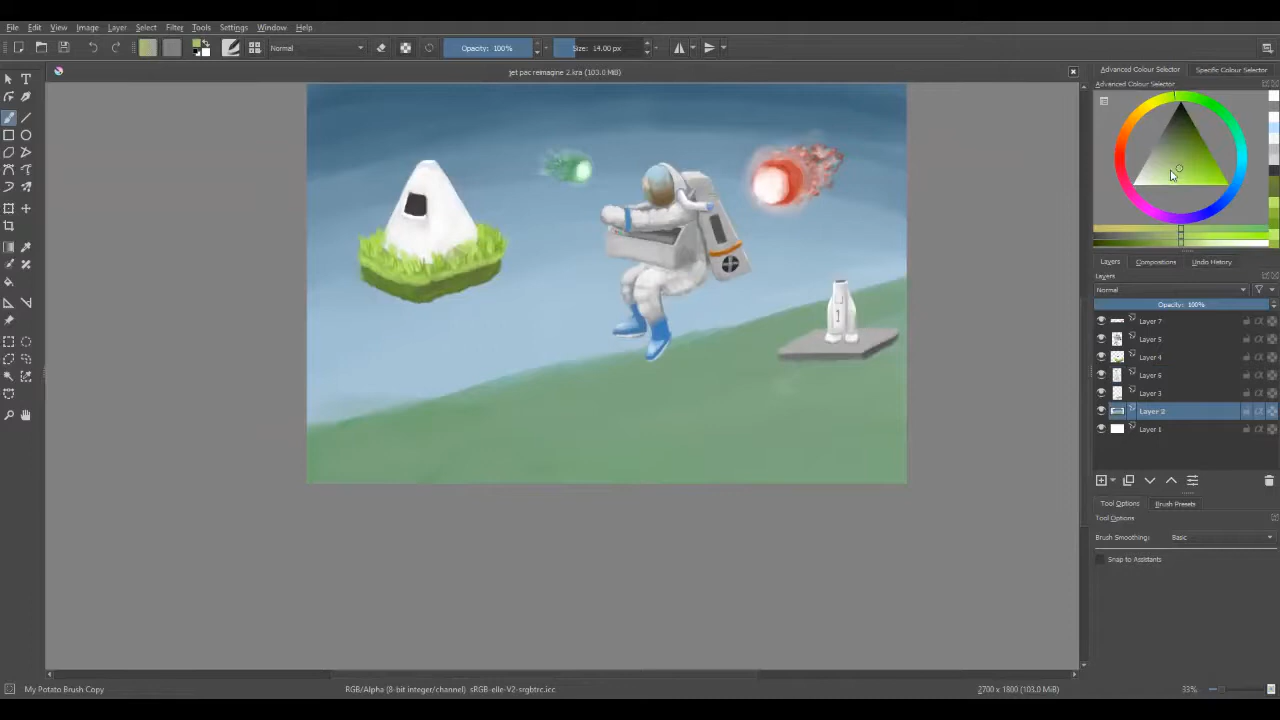 File Edit View Image Layer Select Filter Tools Settings Window Help
Normal Opacity: 100% Size: 14.00 px
jet pac reimagine 2.kra (103.0 MiB)
Advanced Colour Selector Specific Colour Selector
Advanced Colour Selector
Layers Compositions Undo History
Layers
Normal
Opacity: 100%
Layer 7
Layer 5
Layer 4
Layer 6
Layer 3
Layer 2
Layer 1
Tool Options Brush Presets
Tool Options
Brush Smoothing: Basic
Snap to Assistants
My Potato Brush Copy RGB/Alpha (8-bit integer/channel) sRGB-elle-V2-srgbtrc.icc 2700 x 1800 (103.0 MiB) 33%